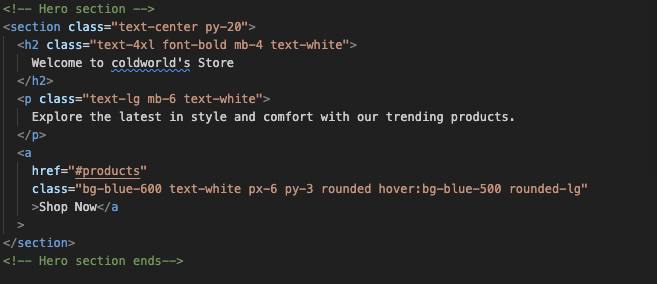 <!-- Hero section -->
<section class="text-center py-20">
<h2 class="text-4xl font-bold mb-4 text-white">
Welcome to coldworld's Store
</h2>
<p class="text-lg mb-6 text-white">
Explore the latest in style and comfort with our trending products.
</p>
<a
href="#products"
class="bg-blue-600 text-white px-6 py-3 rounded hover:bg-blue-500 rounded-lg"
>Shop Now</a
>
</section>
<!-- Hero section ends-->